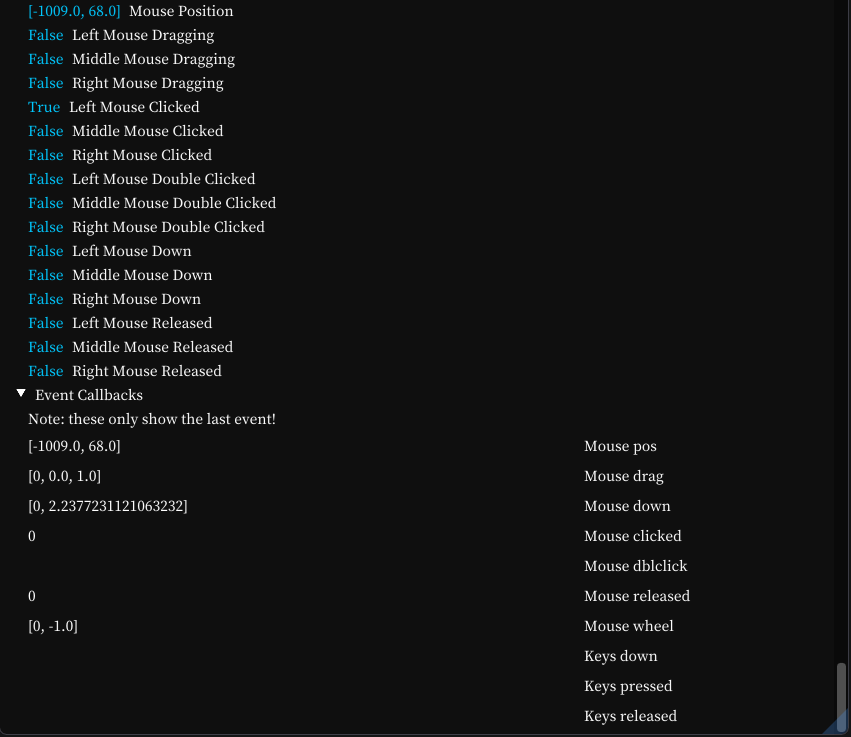 [-1009.0, 68.0] Mouse Position
False Left Mouse Dragging
False Middle Mouse Dragging
False Right Mouse Dragging
True Left Mouse Clicked
False Middle Mouse Clicked
False Right Mouse Clicked
False Left Mouse Double Clicked
False Middle Mouse Double Clicked
False Right Mouse Double Clicked
False Left Mouse Down
False Middle Mouse Down
False Right Mouse Down
False Left Mouse Released
False Middle Mouse Released
False Right Mouse Released
Event Callbacks
Note: these only show the last event!
[-1009.0, 68.0] Mouse pos
[0, 0.0, 1.0] Mouse drag
[0, 2.2377231121063232] Mouse down
0 Mouse clicked
Mouse dblclick
0 Mouse released
[0, -1.0] Mouse wheel
Keys down
Keys pressed
Keys released